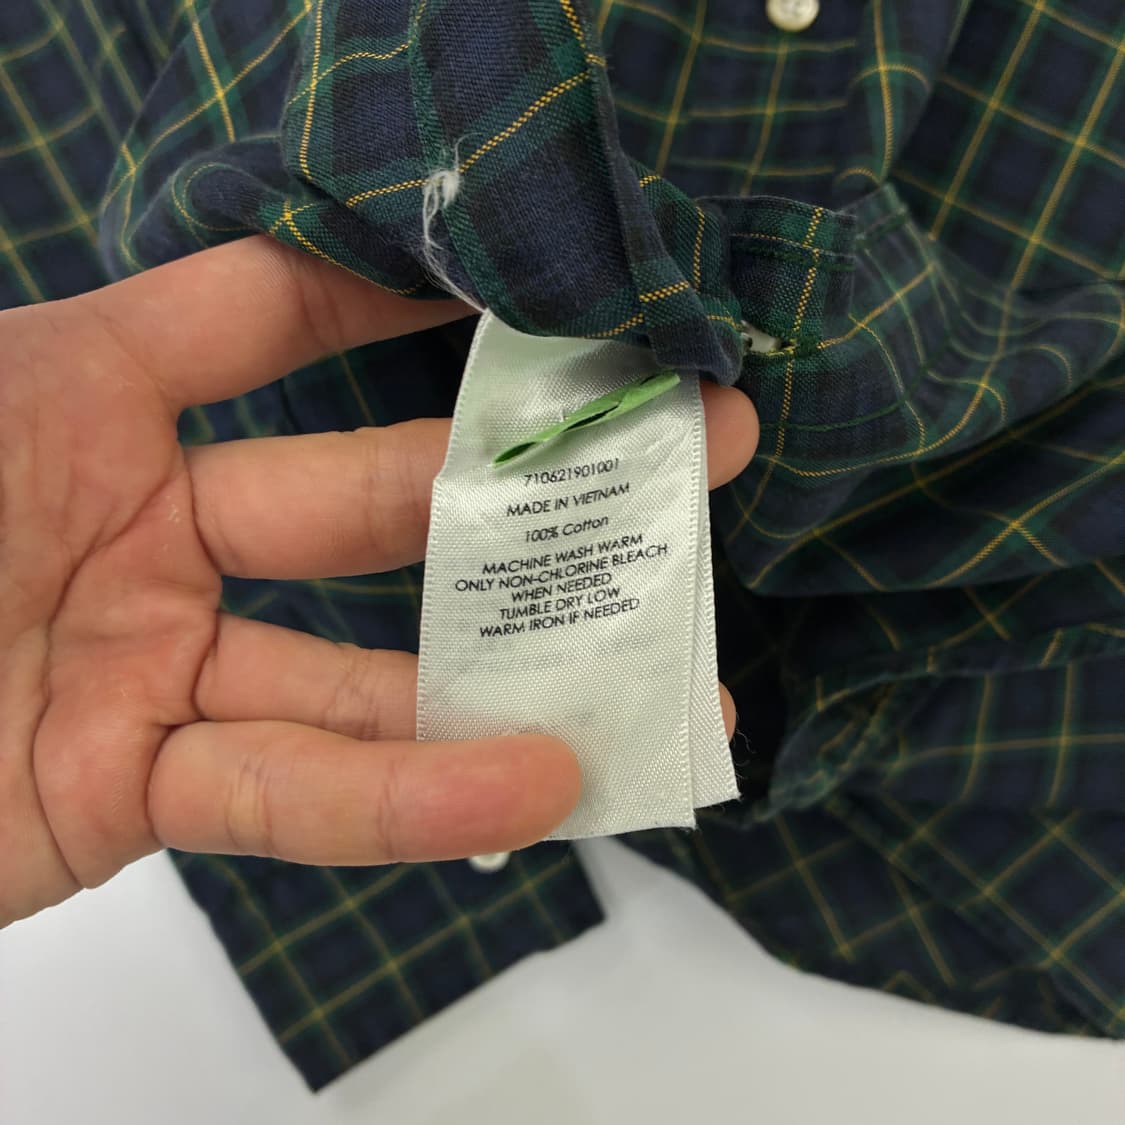 710621901001
MADE IN VIETNAM
100% Cotton
MACHINE WASH WARM
ONLY NON-CHLORINE BLEACH
WHEN NEEDED
TUMBLE DRY LOW
WARM IRON IF NEEDED